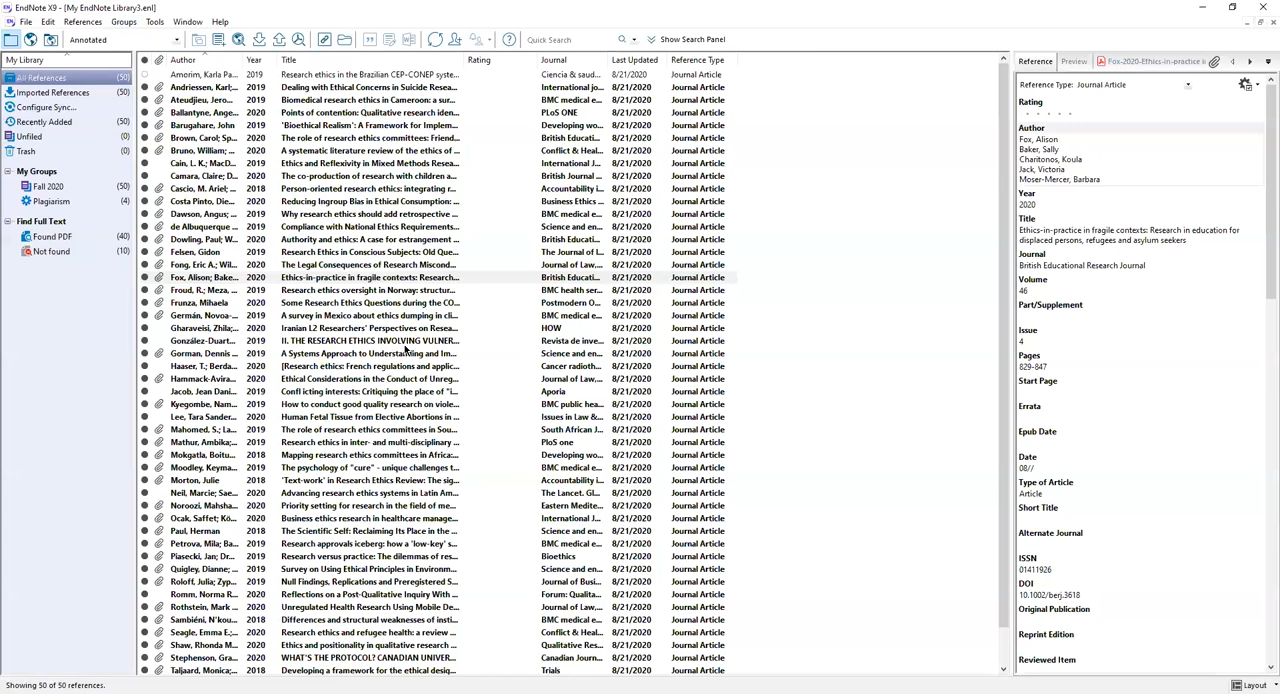 EndNote X9 - [My EndNote Library3.enl]
File Edit References Groups Tools Window Help
Annotated Quick Search Show Search Panel
My Library
All References (50)
Imported References (50)
Configure Sync...
Recently Added (50)
Unfiled (0)
Trash (0)
My Groups
Fall 2020 (50)
Plagiarism (4)
Find Full Text
Found PDF (40)
Not found (10)
Author Year Title Rating Journal Last Updated Reference Type
Amorim, Karla Pa... 2019 Research ethics in the Brazilian CEP-CONEP syste... Ciencia & saud... 8/21/2020 Journal Article
Andriessen, Karl;... 2019 Dealing with Ethical Concerns in Suicide Resea... International jo... 8/21/2020 Journal Article
Ateudjieu, Jero... 2019 Biomedical research ethics in Cameroon: a sur... BMC medical e... 8/21/2020 Journal Article
Ballantyne, Ange... 2020 Points of contention: Qualitative research iden... PLoS ONE 8/21/2020 Journal Article
Barugahare, John 2019 'Bioethical Realism': A Framework for Implem... Developing wo... 8/21/2020 Journal Article
Brown, Carol; Sp... 2020 The role of research ethics committees: Friend... British Educati... 8/21/2020 Journal Article
Bruno, William; ... 2020 A systematic literature review of the ethics of ... Conflict & Heal... 8/21/2020 Journal Article
Cain, L. K.; MacD... 2019 Ethics and Reflexivity in Mixed Methods Resea... International J... 8/21/2020 Journal Article
Camara, Claire; D... 2020 The co-production of research with children a... British Journal ... 8/21/2020 Journal Article
Cascio, M. Ariel; ... 2018 Person-oriented research ethics: integrating r... Accountability i... 8/21/2020 Journal Article
Costa Pinto, Die... 2020 Reducing Ingroup Bias in Ethical Consumption: ... Business Ethics ... 8/21/2020 Journal Article
Dawson, Angus; ... 2019 Why research ethics should add retrospective ... BMC medical e... 8/21/2020 Journal Article
de Albuquerque ... 2019 Compliance with National Ethics Requirements... BMC medical e... 8/21/2020 Journal Article
Dowling, Paul; W... 2020 Authority and ethics: A case for estrangement ... British Educati... 8/21/2020 Journal Article
Felsen, Gidon 2019 Research Ethics in Conscious Subjects: Old Que... The Journal of l... 8/21/2020 Journal Article
Fong, Eric A.; Wil... 2020 The Legal Consequences of Research Miscond... Journal of Law,... 8/21/2020 Journal Article
Fox, Alison; Bake... 2020 Ethics-in-practice in fragile contexts: Research... British Educati... 8/21/2020 Journal Article
Froud, R.; Meza, ... 2019 Research ethics oversight in Norway: structur... BMC health ser... 8/21/2020 Journal Article
Frunza, Mihaela 2020 Some Research Ethics Questions during the CO... Postmodern O... 8/21/2020 Journal Article
Germán, Novoa-... 2019 A survey in Mexico about ethics dumping in cli... BMC medical e... 8/21/2020 Journal Article
Gharaveisi, Zhila;... 2020 Iranian L2 Researchers' Perspectives on Resea... HOW 8/21/2020 Journal Article
González-Duart... 2019 II. THE RESEARCH ETHICS INVOLVING VULNER... Revista de inve... 8/21/2020 Journal Article
Gorman, Dennis ... 2020 A Systems Approach to Understanding and Im... Science and en... 8/21/2020 Journal Article
Haaser, T.; Berda... 2020 [Research ethics: French regulations and applic... Cancer radioth... 8/21/2020 Journal Article
Hammack-Avira... 2020 Ethical Considerations in the Conduct of Unreg... Journal of Law,... 8/21/2020 Journal Article
Jacob, Jean Dani... 2019 Confl icting interests: Critiquing the place of "i... Aporia 8/21/2020 Journal Article
Kyegombe, Nam... 2019 How to conduct good quality research on viole... BMC public hea... 8/21/2020 Journal Article
Lee, Tara Sander... 2020 Human Fetal Tissue from Elective Abortions in ... Issues in Law &... 8/21/2020 Journal Article
Mahomed, S.; La... 2019 The role of research ethics committees in Sou... South African J... 8/21/2020 Journal Article
Mathur, Ambika;... 2019 Research ethics in inter- and multi-disciplinary ... PloS one 8/21/2020 Journal Article
Mokgatla, Boitu... 2018 Mapping research ethics committees in Africa:... Developing wo... 8/21/2020 Journal Article
Moodley, Keyma... 2019 The psychology of "cure" - unique challenges t... BMC medical e... 8/21/2020 Journal Article
Morton, Julie 2018 'Text-work' in Research Ethics Review: The sig... Accountability i... 8/21/2020 Journal Article
Neil, Marcie; Sae... 2020 Advancing research ethics systems in Latin Am... The Lancet. Gl... 8/21/2020 Journal Article
Noroozi, Mahsha... 2020 Priority setting for research in the field of me... Eastern Medite... 8/21/2020 Journal Article
Ocak, Saffet; Kö... 2020 Business ethics research in healthcare manage... International J... 8/21/2020 Journal Article
Paul, Herman 2018 The Scientific Self: Reclaiming Its Place in the ... Science and en... 8/21/2020 Journal Article
Petrova, Mila; Ba... 2019 Research approvals iceberg: how a 'low-key' s... BMC medical e... 8/21/2020 Journal Article
Piasecki, Jan; Dr... 2019 Research versus practice: The dilemmas of res... Bioethics 8/21/2020 Journal Article
Quigley, Dianne; ... 2019 Survey on Using Ethical Principles in Environm... Science and en... 8/21/2020 Journal Article
Roloff, Julia; Zyp... 2019 Null Findings, Replications and Preregistered S... Journal of Busi... 8/21/2020 Journal Article
Romm, Norma R... 2020 Reflections on a Post-Qualitative Inquiry With ... Forum: Qualita... 8/21/2020 Journal Article
Rothstein, Mark ... 2020 Unregulated Health Research Using Mobile De... Journal of Law,... 8/21/2020 Journal Article
Sambiéni, N'kou... 2018 Differences and structural weaknesses of insti... BMC medical e... 8/21/2020 Journal Article
Seagle, Emma E.;... 2020 Research ethics and refugee health: a review ... Conflict & Heal... 8/21/2020 Journal Article
Shaw, Rhonda M... 2020 Ethics and positionality in qualitative research ... Qualitative Res... 8/21/2020 Journal Article
Stephenson, Gra... 2020 WHAT'S THE PROTOCOL? CANADIAN UNIVER... Canadian Journ... 8/21/2020 Journal Article
Taljaard, Monica;... 2018 Developing a framework for the ethical desig... Trials 8/21/2020 Journal Article
Reference Preview Fox-2020-Ethics-in-practice i
Reference Type: Journal Article
Rating
Author
Fox, Alison
Baker, Sally
Charitonos, Koula
Jack, Victoria
Moser-Mercer, Barbara
Year
2020
Title
Ethics-in-practice in fragile contexts: Research in education for
displaced persons, refugees and asylum seekers
Journal
British Educational Research Journal
Volume
46
Part/Supplement
Issue
4
Pages
829-847
Start Page
Errata
Epub Date
Date
08//
Type of Article
Article
Short Title
Alternate Journal
ISSN
01411926
DOI
10.1002/berj.3618
Original Publication
Reprint Edition
Reviewed Item
Showing 50 of 50 references.
Layout